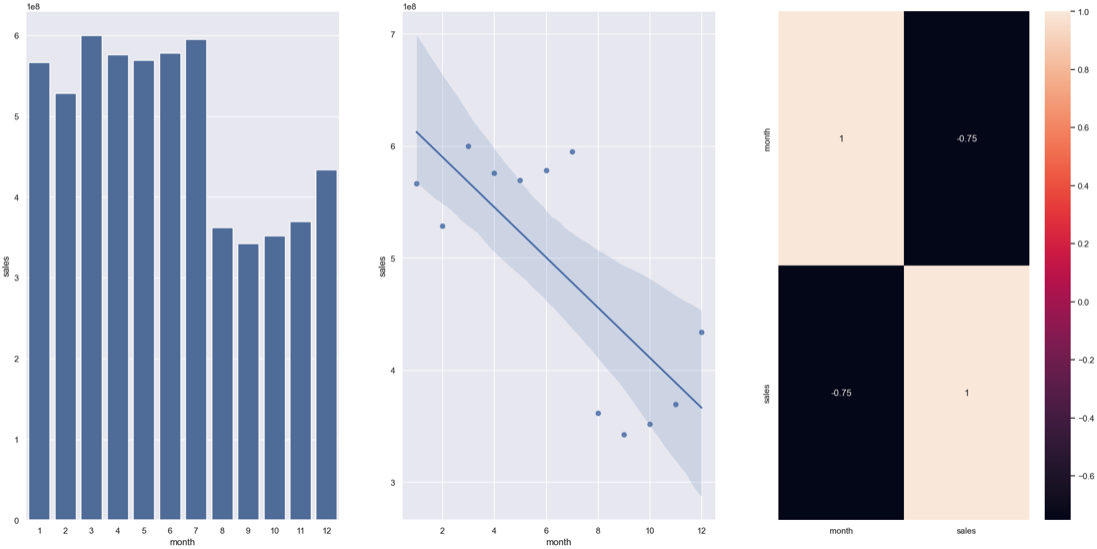 1e8
6
5
4
3
2
1
0
sales
1 2 3 4 5 6 7 8 9 10 11 12
month
1e8
7
6
5
4
3
sales
2 4 6 8 10 12
month
month
sales
1 -0.75
-0.75 1
month sales
1.0
0.8
0.6
0.4
0.2
0.0
−0.2
−0.4
−0.6